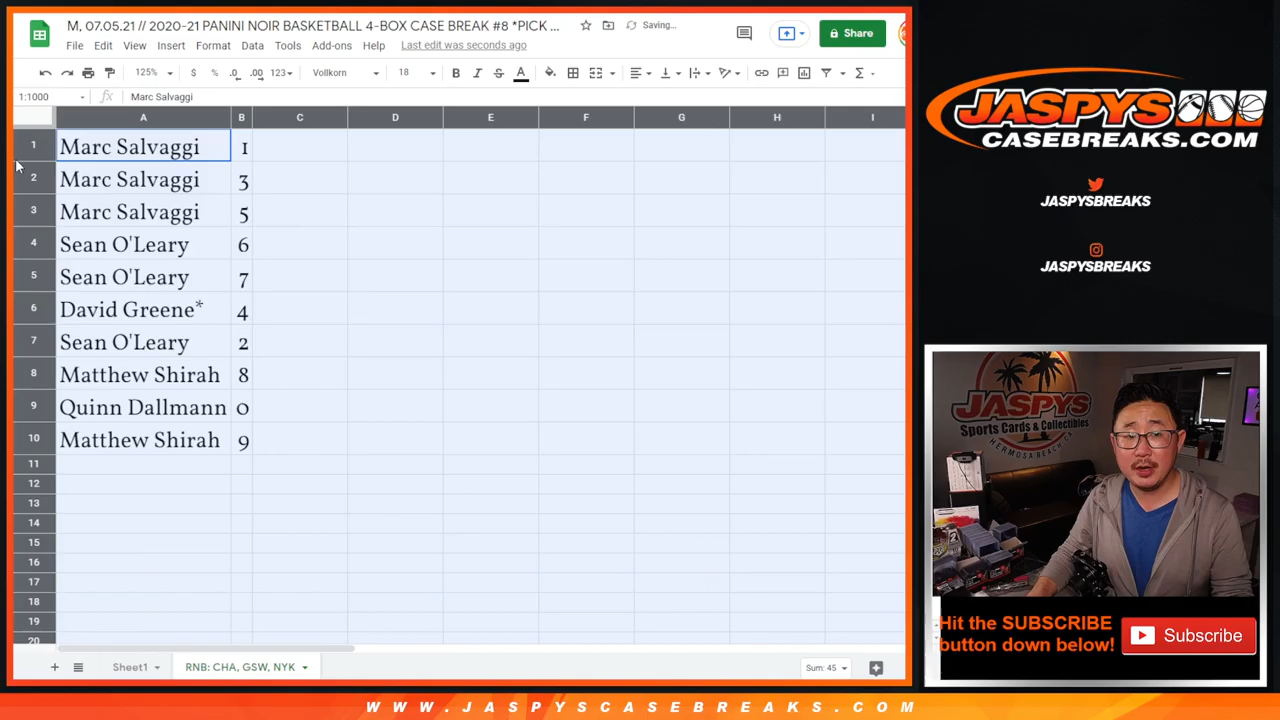 M, 07.05.21 // 2020-21 PANINI NOIR BASKETBALL 4-BOX CASE BREAK #8 *PICK ...
Saving...
File Edit View Insert Format Data Tools Add-ons Help Last edit was seconds ago
Share
125% $ % .0 .00 123 Vollkorn 18 B I S A
1:1000 fx Marc Salvaggi
A B C D E F G H I
1 Marc Salvaggi 1
2 Marc Salvaggi 3
3 Marc Salvaggi 5
4 Sean O'Leary 6
5 Sean O'Leary 7
6 David Greene* 4
7 Sean O'Leary 2
8 Matthew Shirah 8
9 Quinn Dallmann 0
10 Matthew Shirah 9
11
12
13
14
15
16
17
18
19
20
Sheet1 RNB: CHA, GSW, NYK Sum: 45
JASPYS
CASEBREAKS.COM
JASPYSBREAKS
JASPYSBREAKS
JASPYS
Sports Cards & Collectibles
HERMOSA BEACH CA
Hit the SUBSCRIBE
button down below!
Subscribe
WWW.JASPYSCASEBREAKS.COM